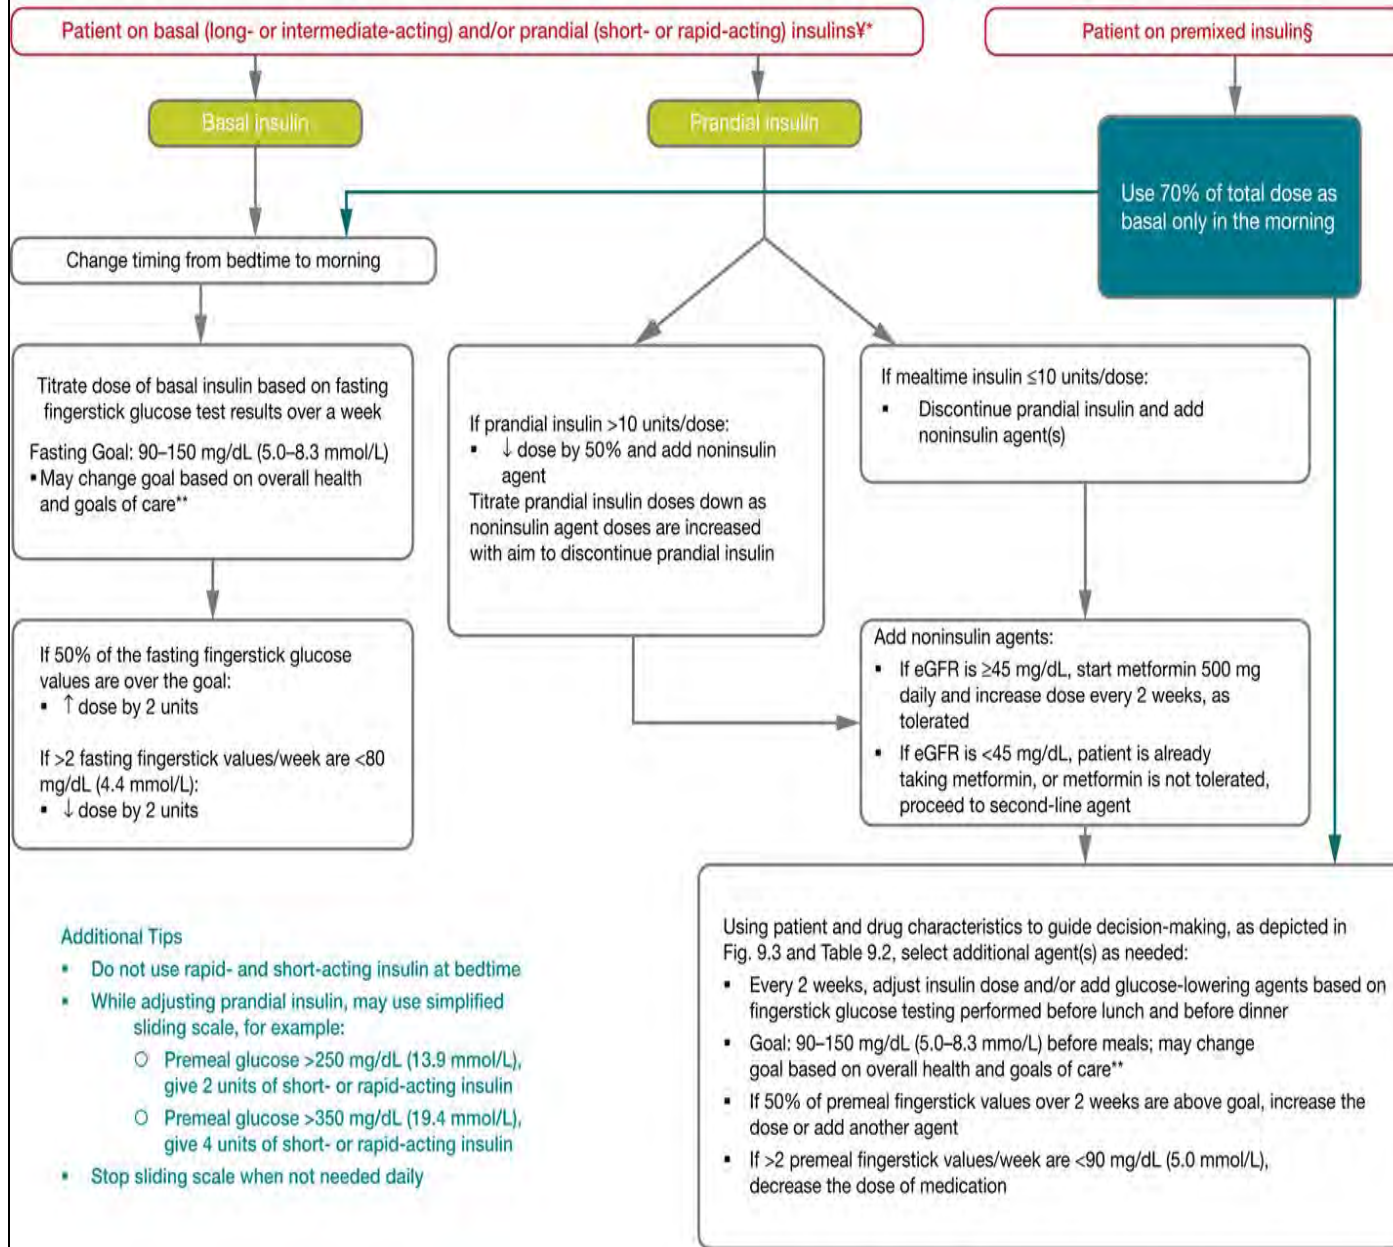 Patient on basal (long- or intermediate-acting) and/or prandial (short- or rapid-acting) insulins¥*
Patient on premixed insulin§
Basal insulin
Prandial insulin
Use 70% of total dose as
basal only in the morning
Change timing from bedtime to morning
Titrate dose of basal insulin based on fasting
fingerstick glucose test results over a week
Fasting Goal: 90–150 mg/dL (5.0–8.3 mmol/L)
▪ May change goal based on overall health
and goals of care**
If prandial insulin >10 units/dose:
▪ ↓ dose by 50% and add noninsulin
agent
Titrate prandial insulin doses down as
noninsulin agent doses are increased
with aim to discontinue prandial insulin
If mealtime insulin ≤10 units/dose:
▪ Discontinue prandial insulin and add
noninsulin agent(s)
If 50% of the fasting fingerstick glucose
values are over the goal:
▪ ↑ dose by 2 units
If >2 fasting fingerstick values/week are <80
mg/dL (4.4 mmol/L):
▪ ↓ dose by 2 units
Add noninsulin agents:
▪ If eGFR is ≥45 mg/dL, start metformin 500 mg
daily and increase dose every 2 weeks, as
tolerated
▪ If eGFR is <45 mg/dL, patient is already
taking metformin, or metformin is not tolerated,
proceed to second-line agent
Additional Tips
▪ Do not use rapid- and short-acting insulin at bedtime
▪ While adjusting prandial insulin, may use simplified
sliding scale, for example:
○ Premeal glucose >250 mg/dL (13.9 mmol/L),
give 2 units of short- or rapid-acting insulin
○ Premeal glucose >350 mg/dL (19.4 mmol/L),
give 4 units of short- or rapid-acting insulin
▪ Stop sliding scale when not needed daily
Using patient and drug characteristics to guide decision-making, as depicted in
Fig. 9.3 and Table 9.2, select additional agent(s) as needed:
▪ Every 2 weeks, adjust insulin dose and/or add glucose-lowering agents based on
fingerstick glucose testing performed before lunch and before dinner
▪ Goal: 90–150 mg/dL (5.0–8.3 mmo/L) before meals; may change
goal based on overall health and goals of care**
▪ If 50% of premeal fingerstick values over 2 weeks are above goal, increase the
dose or add another agent
▪ If >2 premeal fingerstick values/week are <90 mg/dL (5.0 mmol/L),
decrease the dose of medication